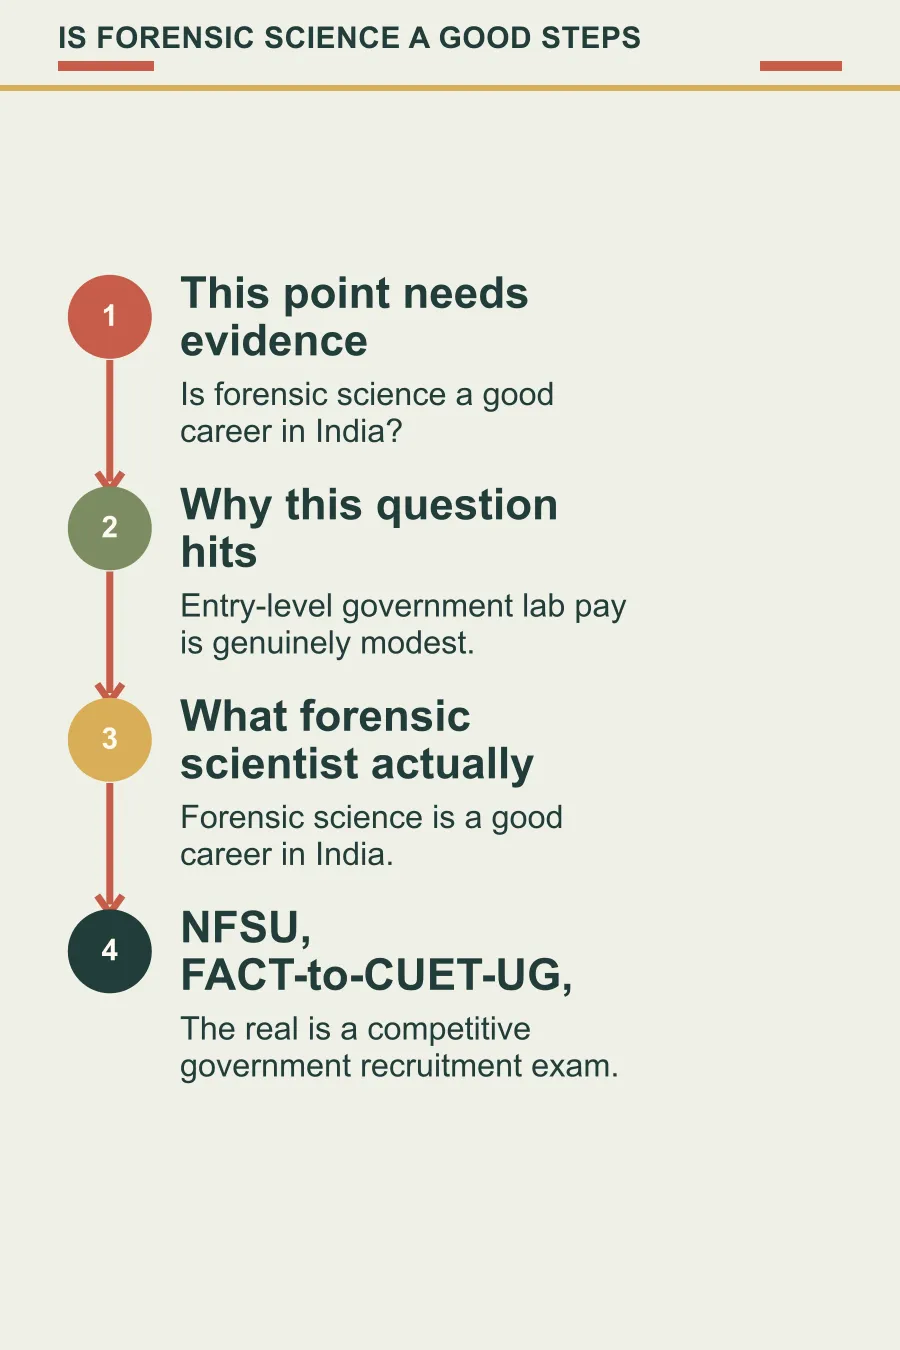 IS FORENSIC SCIENCE A GOOD STEPS
1
This point needs
evidence
Is forensic science a good
career in India?
2
Why this question
hits
Entry-level government lab pay
is genuinely modest.
3
What forensic
scientist actually
Forensic science is a good
career in India.
4
NFSU,
FACT-to-CUET-UG,
The real is a competitive
government recruitment exam.